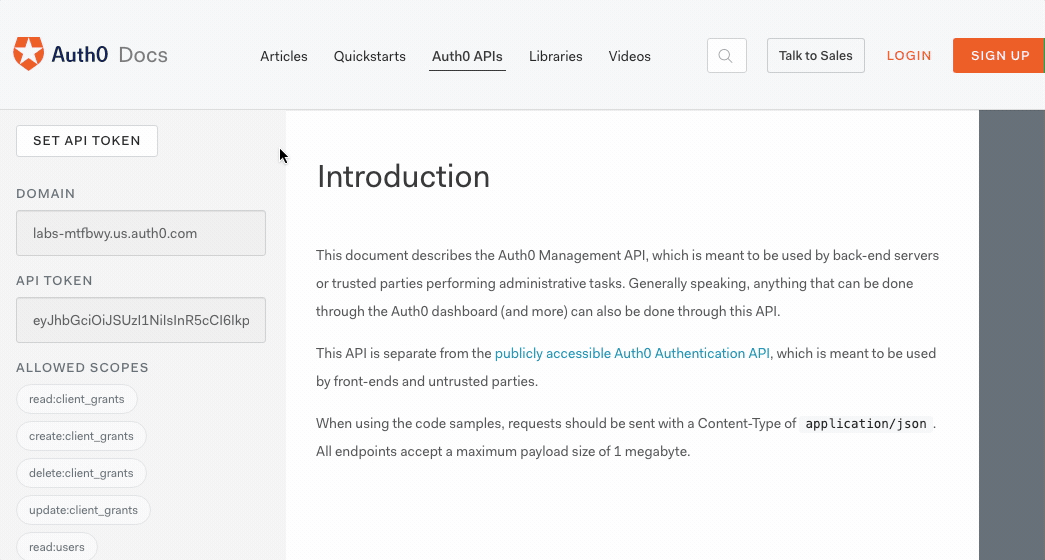 Auth0 Docs
Articles Quickstarts Auth0 APIs Libraries Videos Talk to Sales LOGIN SIGN UP
SET API TOKEN
DOMAIN
labs-mtfbwy.us.auth0.com
API TOKEN
eyJhbGciOiJSUzI1NiIsInR5cCI6Ikp
ALLOWED SCOPES
read:client_grants
create:client_grants
delete:client_grants
update:client_grants
read:users
Introduction
This document describes the Auth0 Management API, which is meant to be used by back-end servers
or trusted parties performing administrative tasks. Generally speaking, anything that can be done
through the Auth0 dashboard (and more) can also be done through this API.
This API is separate from the publicly accessible Auth0 Authentication API, which is meant to be used
by front-ends and untrusted parties.
When using the code samples, requests should be sent with a Content-Type of application/json .
All endpoints accept a maximum payload size of 1 megabyte.